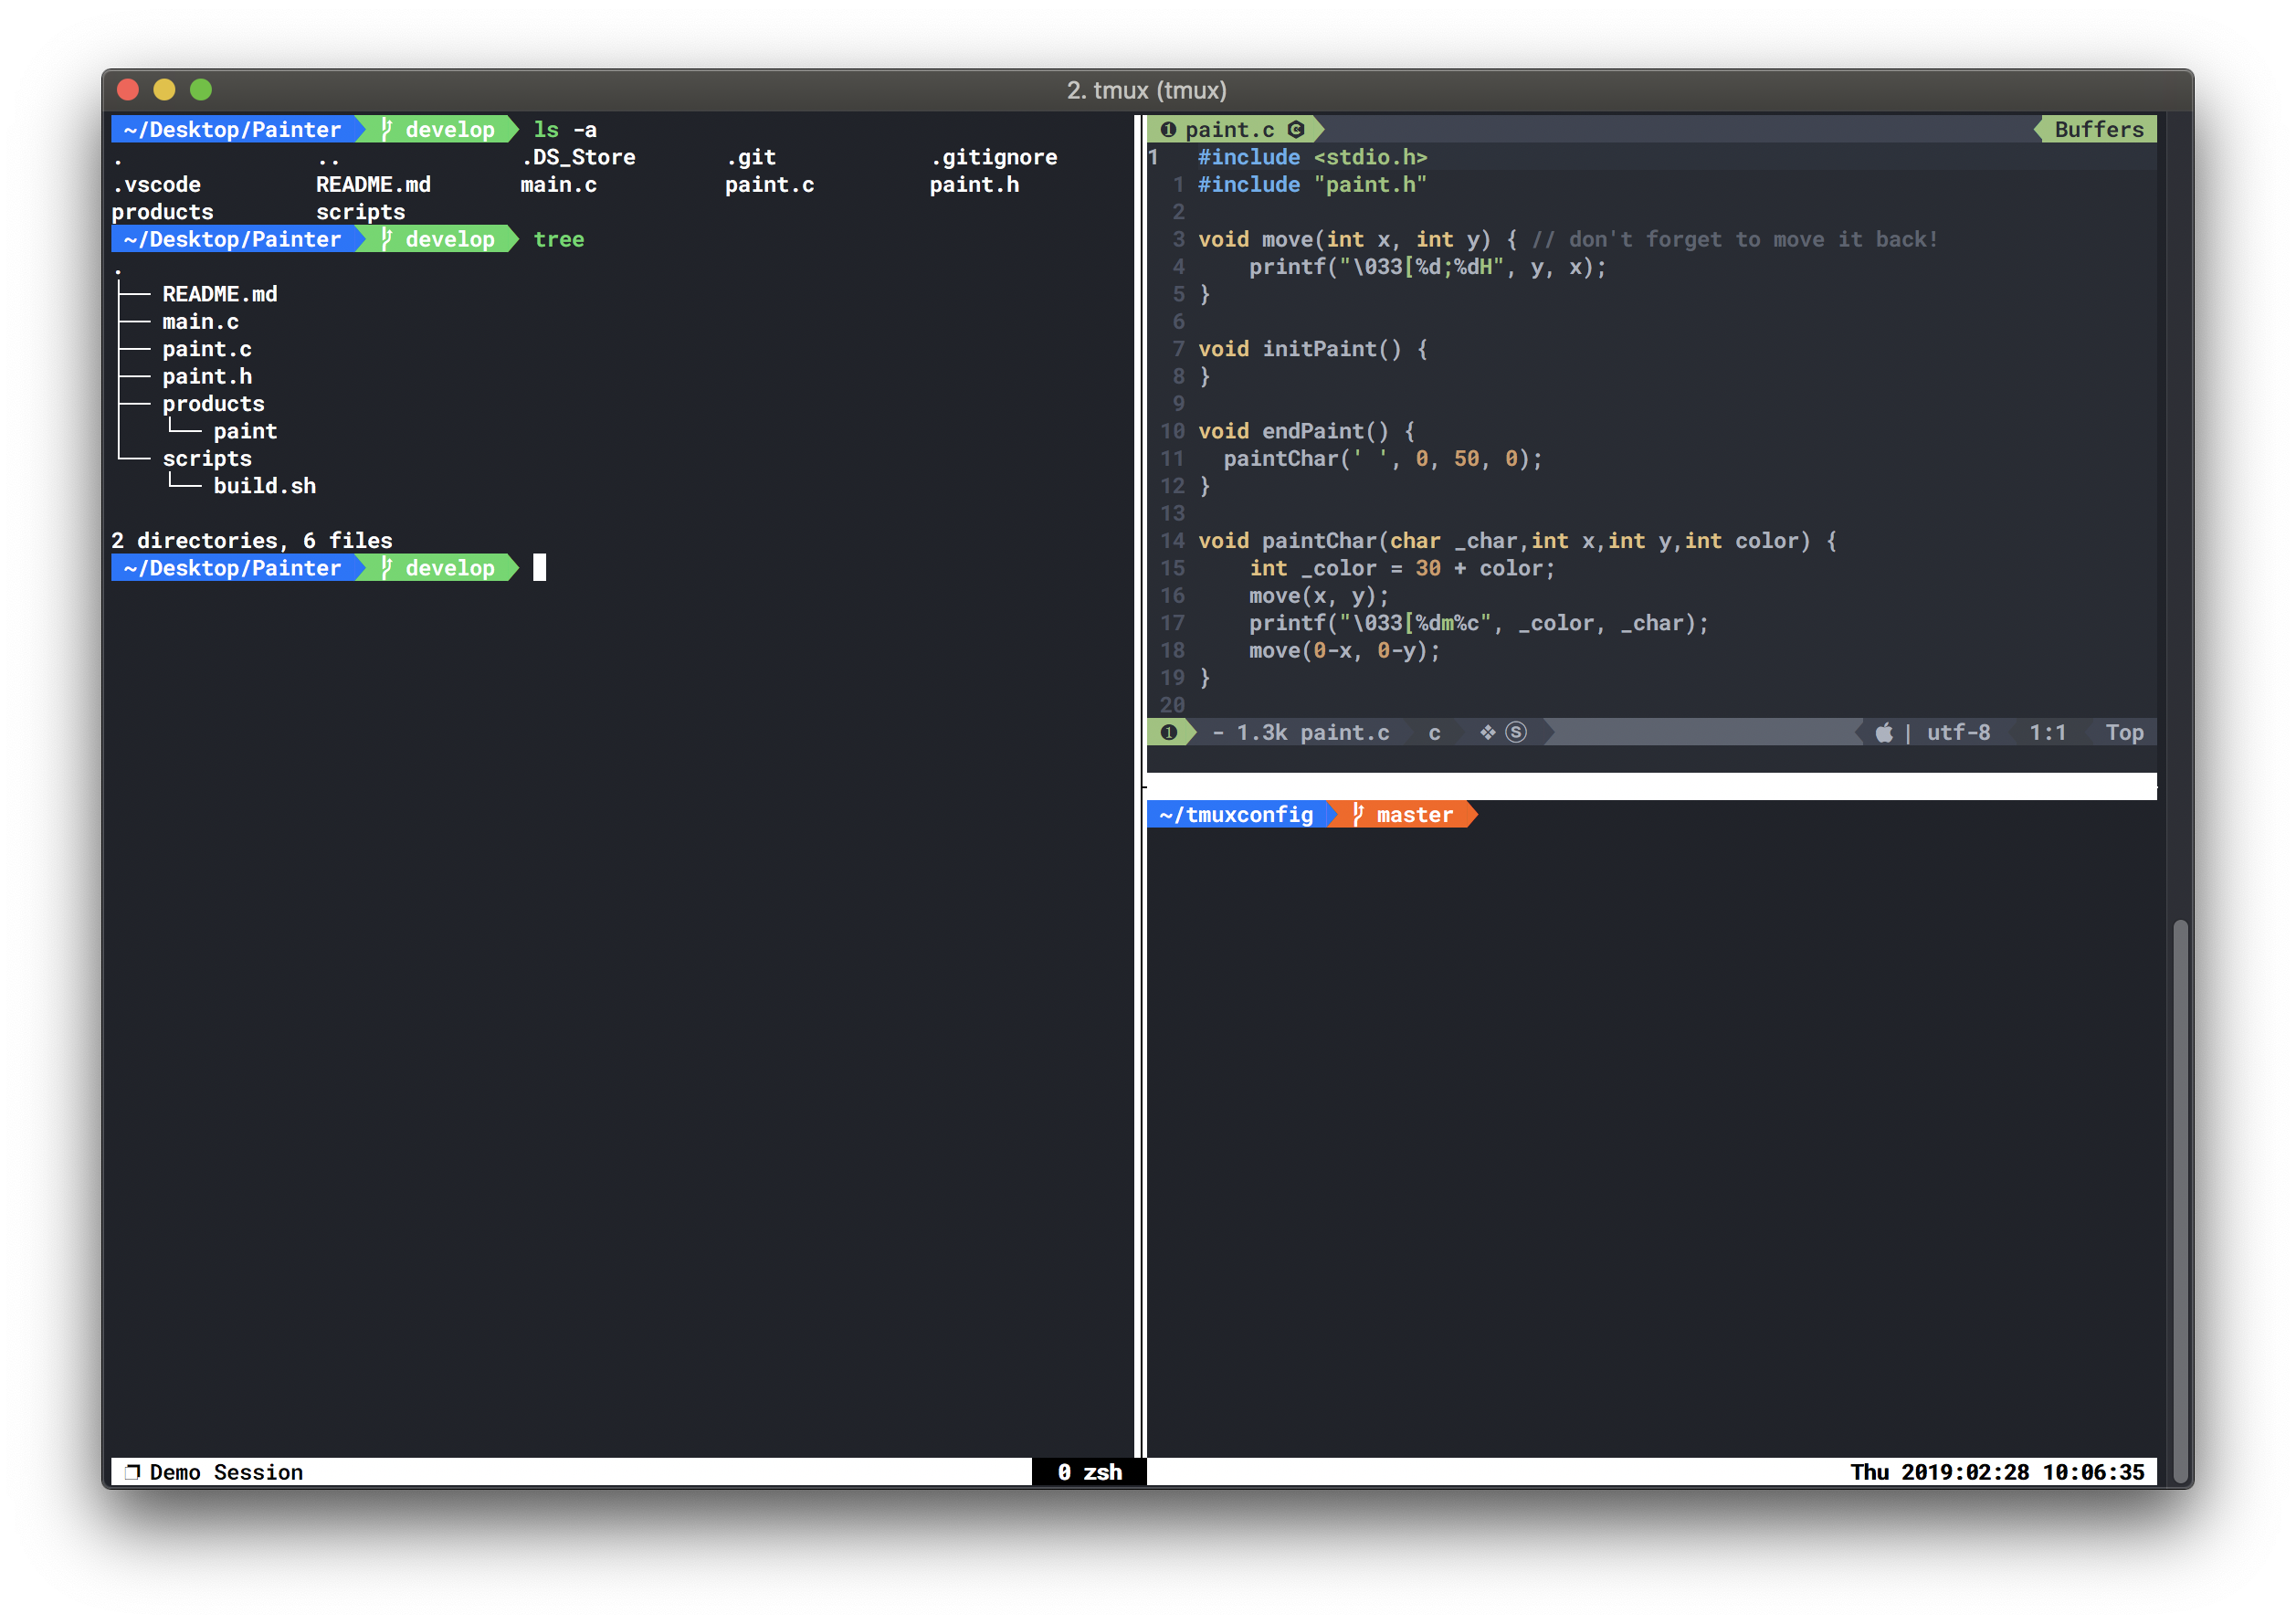 2. tmux (tmux)
~/Desktop/Painter develop ls -a
. .. .DS_Store .git .gitignore
.vscode README.md main.c paint.c paint.h
products scripts
~/Desktop/Painter develop tree
.
├── README.md
├── main.c
├── paint.c
├── paint.h
├── products
│   └── paint
└── scripts
    └── build.sh
2 directories, 6 files
~/Desktop/Painter develop
❶ paint.c Buffers
1 #include <stdio.h>
1 #include "paint.h"
2
3 void move(int x, int y) { // don't forget to move it back!
4     printf("\033[%d;%dH", y, x);
5 }
6
7 void initPaint() {
8 }
9
10 void endPaint() {
11   paintChar(' ', 0, 50, 0);
12 }
13
14 void paintChar(char _char,int x,int y,int color) {
15     int _color = 30 + color;
16     move(x, y);
17     printf("\033[%dm%c", _color, _char);
18     move(0-x, 0-y);
19 }
20
❶ - 1.3k paint.c c ❖ Ⓢ | utf-8 1:1 Top
~/tmuxconfig master
❐ Demo Session 0 zsh Thu 2019:02:28 10:06:35